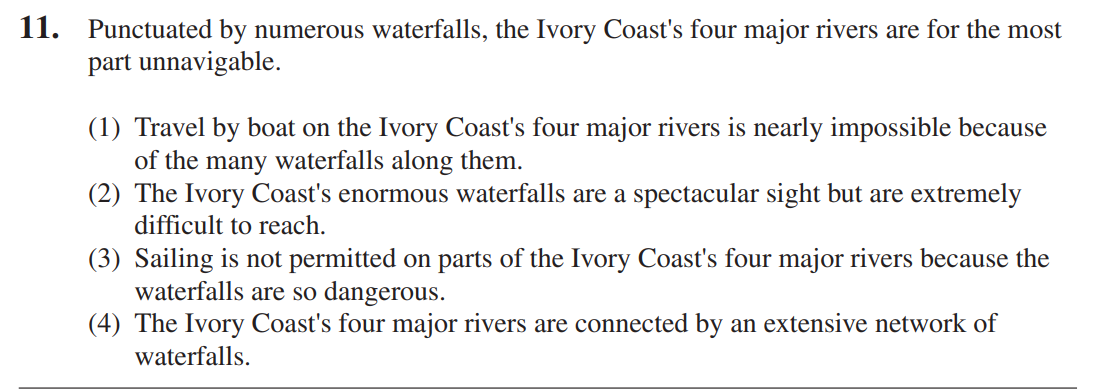 11. Punctuated by numerous waterfalls, the Ivory Coast's four major rivers are for the most
part unnavigable.
(1) Travel by boat on the Ivory Coast's four major rivers is nearly impossible because
of the many waterfalls along them.
(2) The Ivory Coast's enormous waterfalls are a spectacular sight but are extremely
difficult to reach.
(3) Sailing is not permitted on parts of the Ivory Coast's four major rivers because the
waterfalls are so dangerous.
(4) The Ivory Coast's four major rivers are connected by an extensive network of
waterfalls.